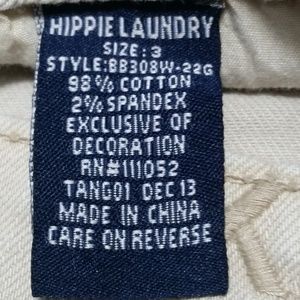 HIPPIE LAUNDRY
SIZE: 3
STYLE:BB308W-22G
98% COTTON
2% SPANDEX
EXCLUSIVE OF
DECORATION
RN#111052
TANG01 DEC 13
MADE IN CHINA
CARE ON REVERSE